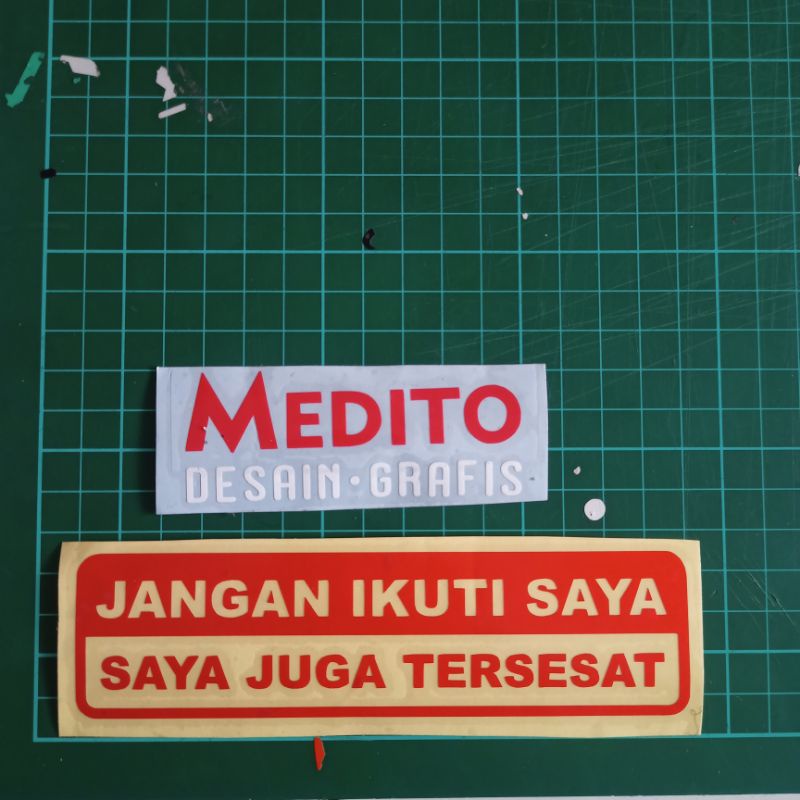 MEDITO
DESAIN·GRAFIS
JANGAN IKUTI SAYA
SAYA JUGA TERSESAT